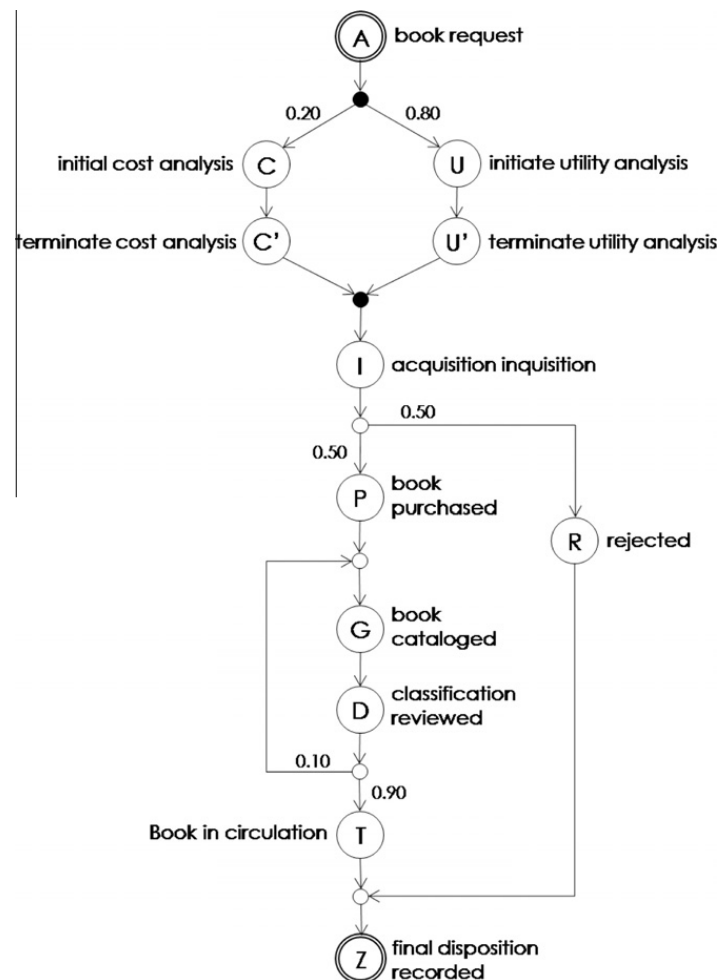 A book request
0.20 0.80
initial cost analysis C U initiate utility analysis
terminate cost analysis C' U' terminate utility analysis
I acquisition inquisition
0.50
0.50
P book
purchased
R rejected
G book
cataloged
D classification
reviewed
0.10
0.90
Book in circulation T
Z final disposition
recorded